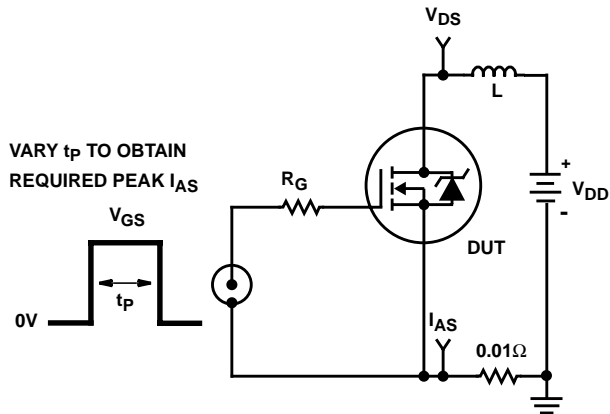 V_DS
L
VARY t_P TO OBTAIN
REQUIRED PEAK I_AS
R_G
+
V_DD
-
V_GS
DUT
t_P
0V
I_AS
0.01Ω